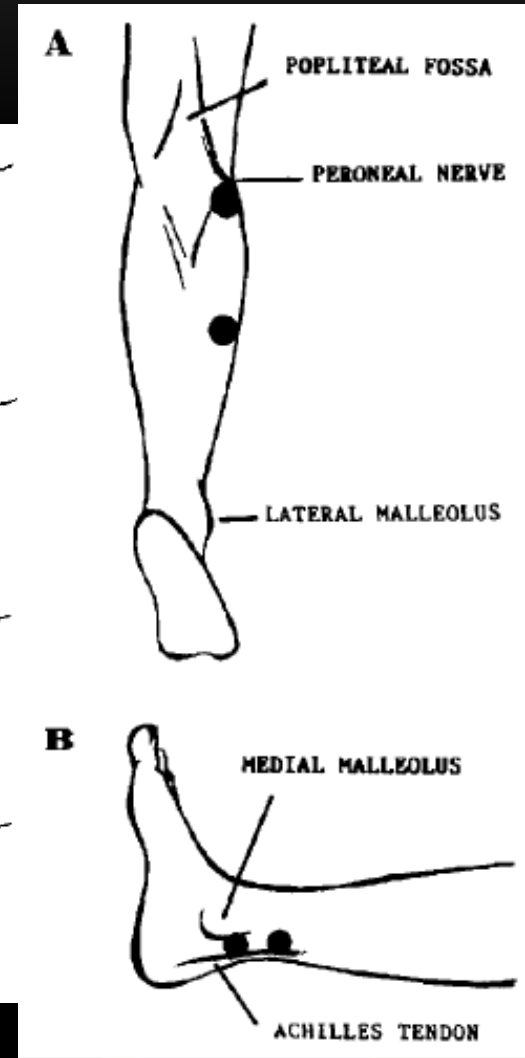 A
POPLITEAL FOSSA
PERONEAL NERVE
LATERAL MALLEOLUS
B
MEDIAL MALLEOLUS
ACHILLES TENDON